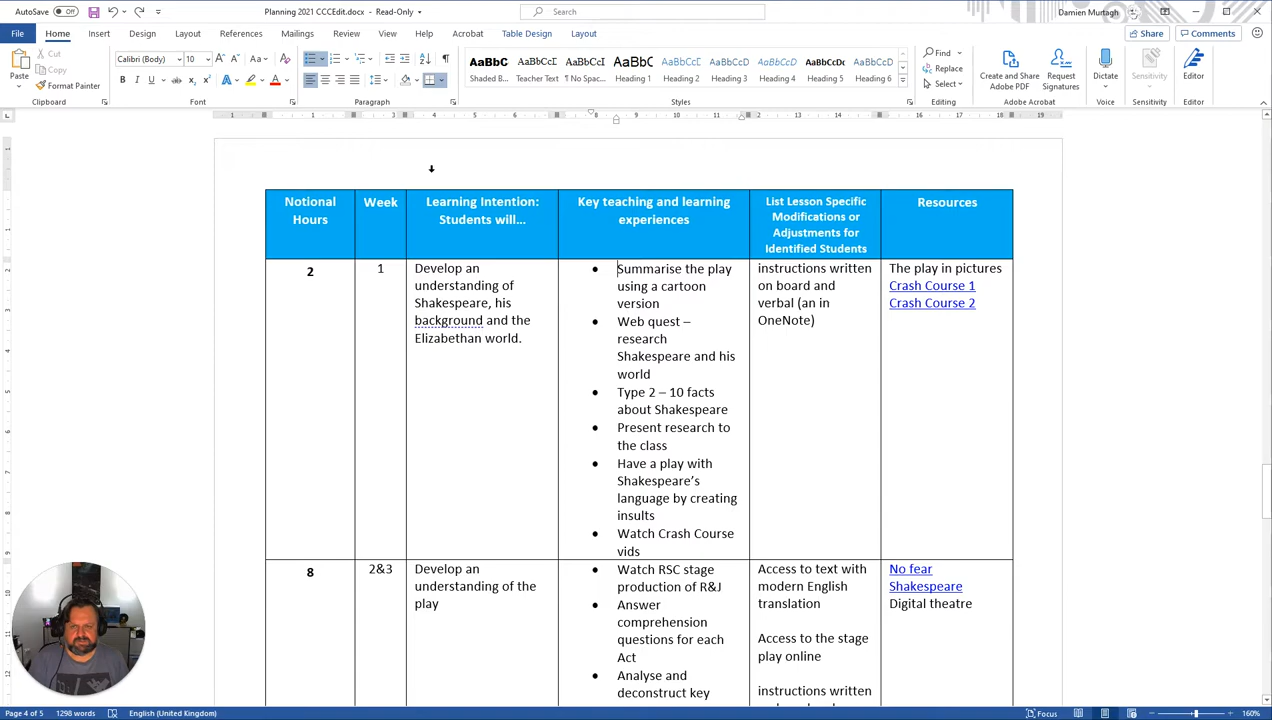 AutoSave Off Planning 2021 CCCEdit.docx - Read-Only Search Damien Murtagh
File Home Insert Design Layout References Mailings Review View Help Acrobat Table Design Layout Share Comments
Paste
Cut
Copy
Format Painter
Clipboard
Calibri (Body) 10
Font
Paragraph
AaBbC AaBbCcI AaBbCcI AaBbC AaBbCcI AaBbCcD AaBbCcD AaBbCcDc AaBbCcD
Shaded B... Teacher Text ¶ No Spac... Heading 1 Heading 2 Heading 3 Heading 4 Heading 5 Heading 6
Styles
Find
Replace
Select
Editing
Create and Share
Adobe PDF
Request
Signatures
Adobe Acrobat
Dictate
Voice
Sensitivity
Sensitivity
Editor
Editor
Notional
Hours
Week
Learning Intention:
Students will…
Key teaching and learning
experiences
List Lesson Specific
Modifications or
Adjustments for
Identified Students
Resources
2
1
Develop an
understanding of
Shakespeare, his
background and the
Elizabethan world.
• Summarise the play
using a cartoon
version
• Web quest –
research
Shakespeare and his
world
• Type 2 – 10 facts
about Shakespeare
• Present research to
the class
• Have a play with
Shakespeare's
language by creating
insults
• Watch Crash Course
vids
instructions written
on board and
verbal (an in
OneNote)
The play in pictures
Crash Course 1
Crash Course 2
8
2&3
Develop an
understanding of the
play
• Watch RSC stage
production of R&J
• Answer
comprehension
questions for each
Act
• Analyse and
deconstruct key
Access to text with
modern English
translation
Access to the stage
play online
instructions written
No fear
Shakespeare
Digital theatre
Page 4 of 5 1298 words English (United Kingdom) Focus 160%